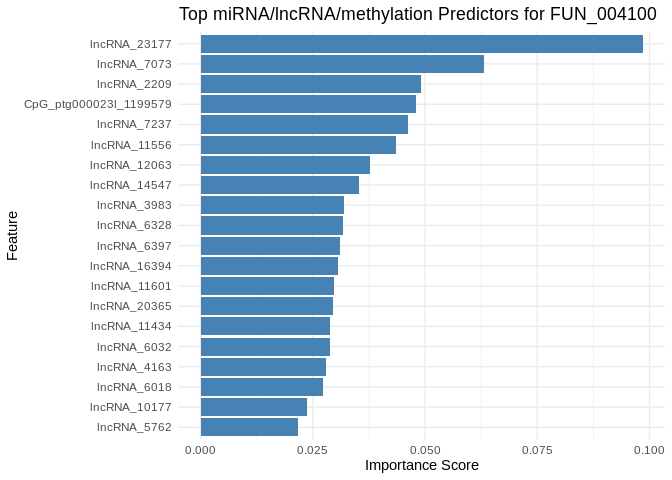 Top miRNA/lncRNA/methylation Predictors for FUN_004100
lncRNA_23177
lncRNA_7073
lncRNA_2209
CpG_ptg000023l_1199579
lncRNA_7237
lncRNA_11556
lncRNA_12063
lncRNA_14547
lncRNA_3983
lncRNA_6328
lncRNA_6397
lncRNA_16394
lncRNA_11601
lncRNA_20365
lncRNA_11434
lncRNA_6032
lncRNA_4163
lncRNA_6018
lncRNA_10177
lncRNA_5762
Feature
0.000 0.025 0.050 0.075 0.100
Importance Score